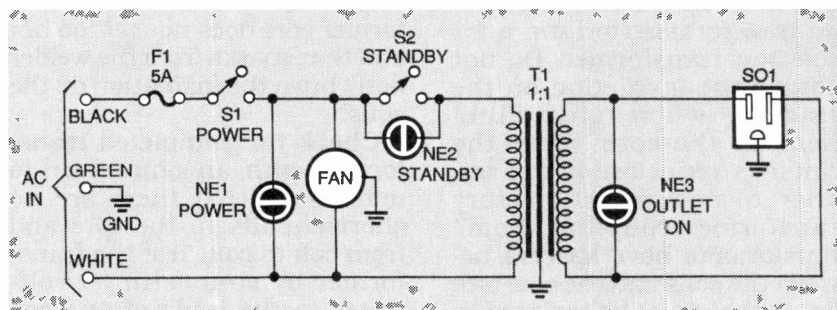 F1
5A
S1
POWER
S2
STANDBY
T1
1:1
SO1
BLACK
GREEN
GND
AC
IN
WHITE
NE1
POWER
FAN
NE2
STANDBY
NE3
OUTLET
ON